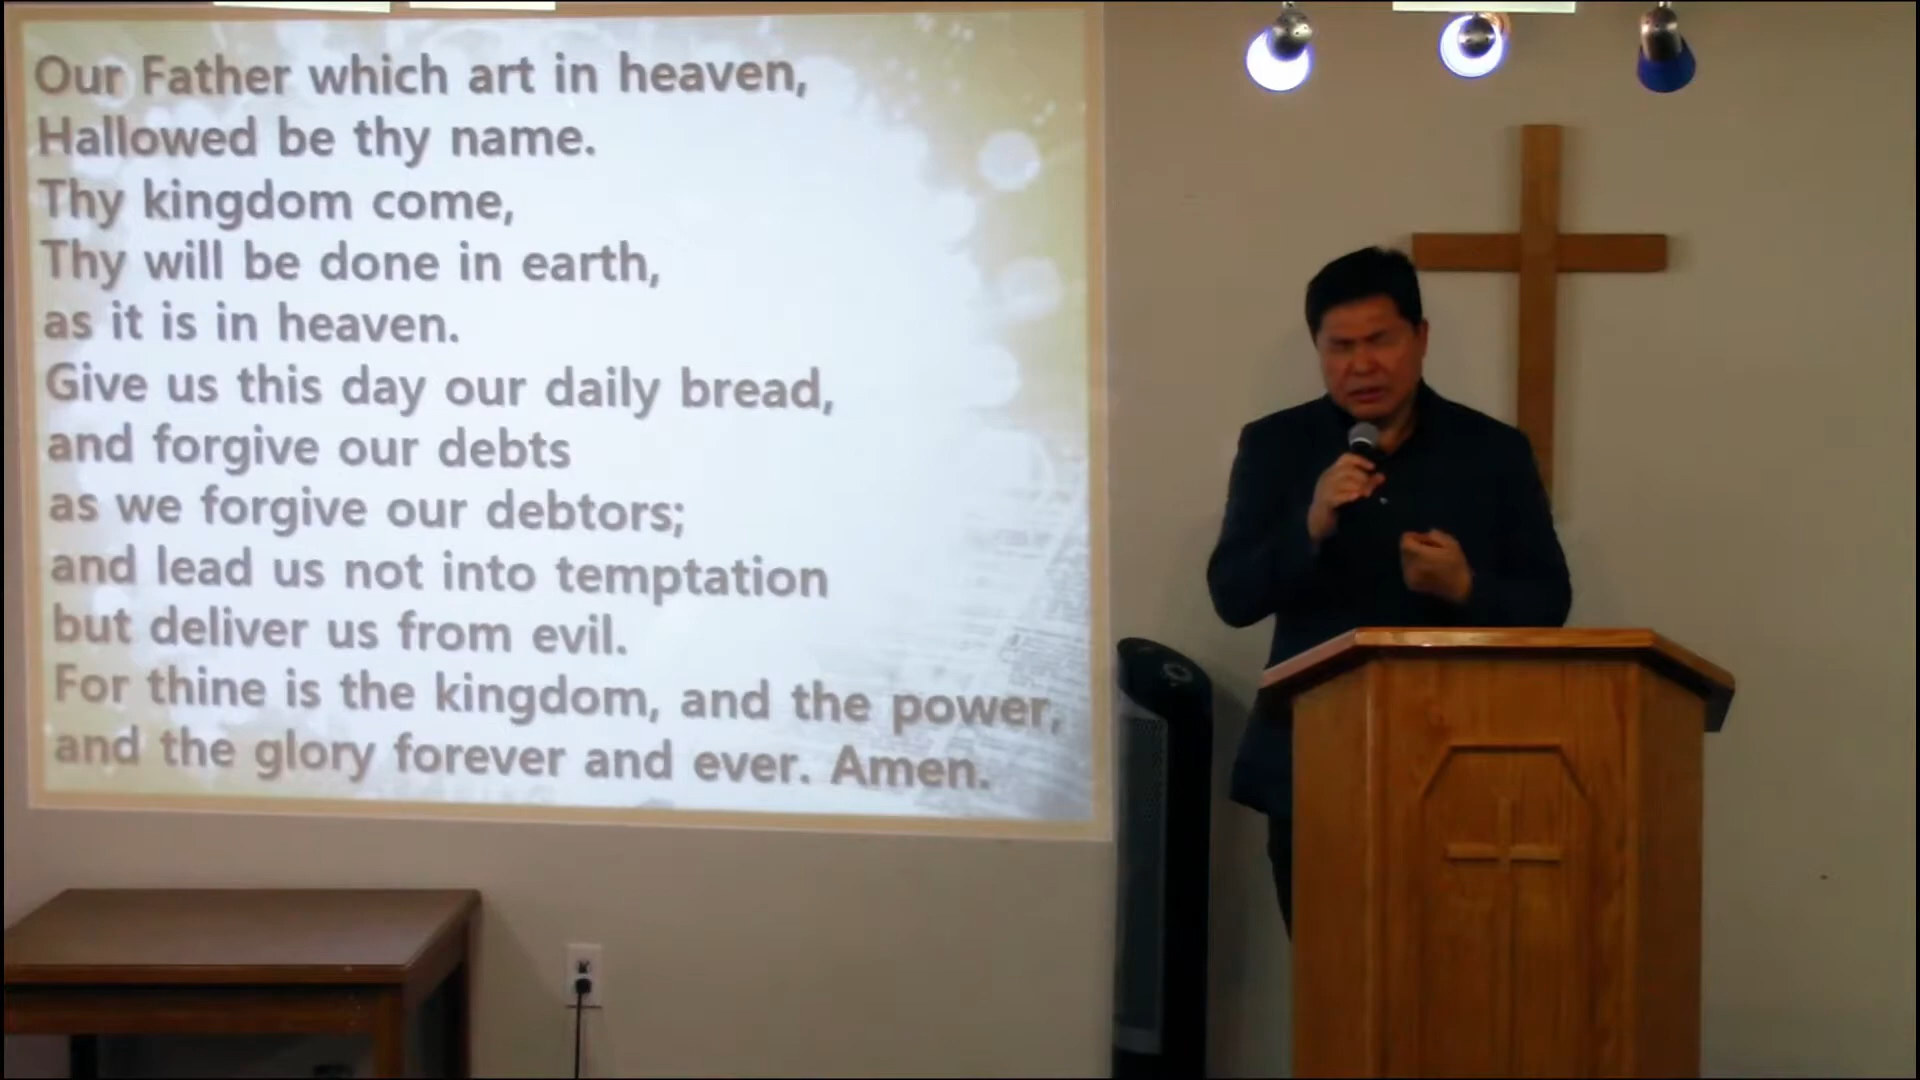 Our Father which art in heaven,
Hallowed be thy name.
Thy kingdom come,
Thy will be done in earth,
as it is in heaven.
Give us this day our daily bread,
and forgive our debts
as we forgive our debtors;
and lead us not into temptation
but deliver us from evil.
For thine is the kingdom, and the power,
and the glory forever and ever. Amen.